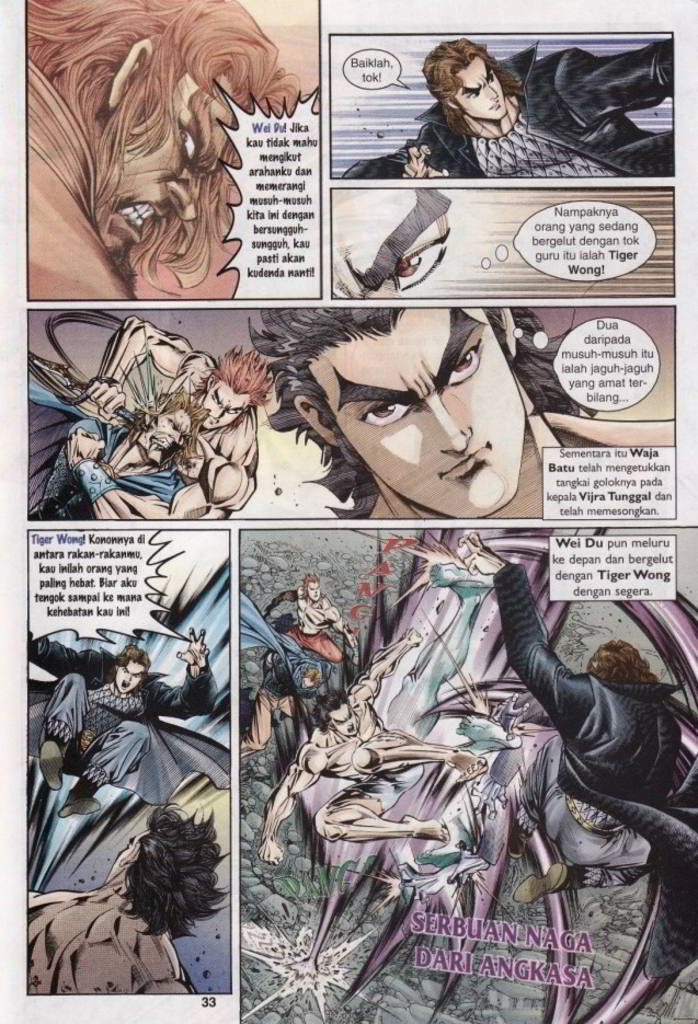 Wei Du! Jika
kau tidak mahu
mengikut
arahanku dan
memerangi
musuh-musuh
kita ini dengan
bersungguh-
sungguh, kau
pasti akan
kudenda nanti!
Baiklah,
tok!
Nampaknya
orang yang sedang
bergelut dengan tok
guru itu ialah Tiger
Wong!
Dua
daripada
musuh-musuh itu
ialah jaguh-jaguh
yang amat ter-
bilang...
Sementara itu Waja
Batu telah mengetukkan
tangkai goloknya pada
kepala Vijra Tunggal dan
telah memesongkan.
Tiger Wong! Kononnya di
antara rakan-rakanmu,
kau inilah orang yang
paling hebat. Biar aku
tengok sampai ke mana
kehebatan kau ini!
Wei Du pun meluru
ke depan dan bergelut
dengan Tiger Wong
dengan segera.
PANG
SERBUAN NAGA
DARI ANGKASA
33